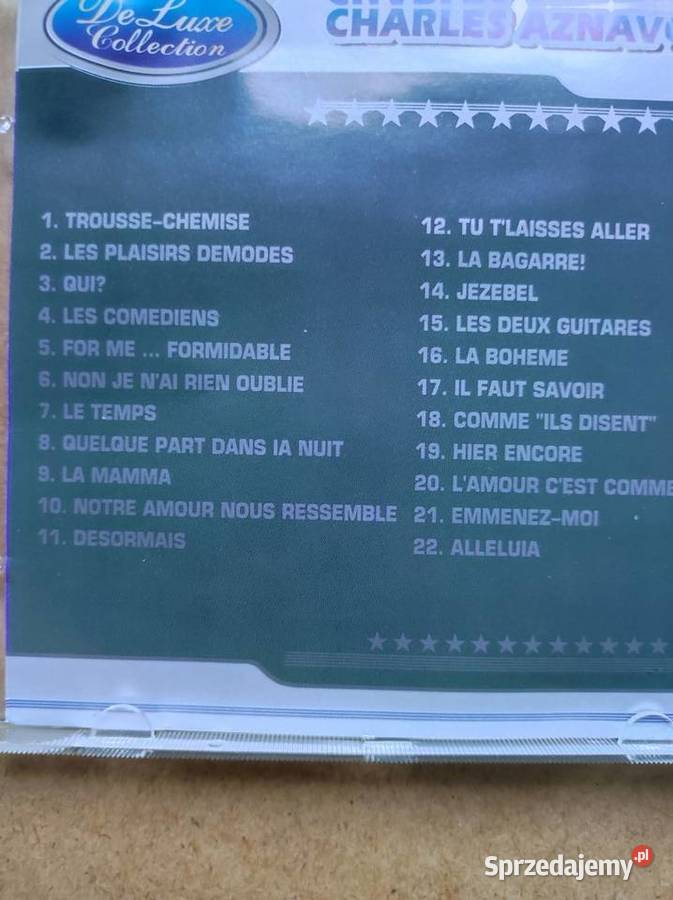 De Luxe
Collection
CHARLES AZNAVO
1. TROUSSE-CHEMISE
2. LES PLAISIRS DEMODES
3. QUI?
4. LES COMEDIENS
5. FOR ME ... FORMIDABLE
6. NON JE N'AI RIEN OUBLIE
7. LE TEMPS
8. QUELQUE PART DANS IA NUIT
9. LA MAMMA
10. NOTRE AMOUR NOUS RESSEMBLE
11. DESORMAIS
12. TU T'LAISSES ALLER
13. LA BAGARRE!
14. JEZEBEL
15. LES DEUX GUITARES
16. LA BOHEME
17. IL FAUT SAVOIR
18. COMME "ILS DISENT"
19. HIER ENCORE
20. L'AMOUR C'EST COMME
21. EMMENEZ-MOI
22. ALLELUIA
Sprzedajemy.pl